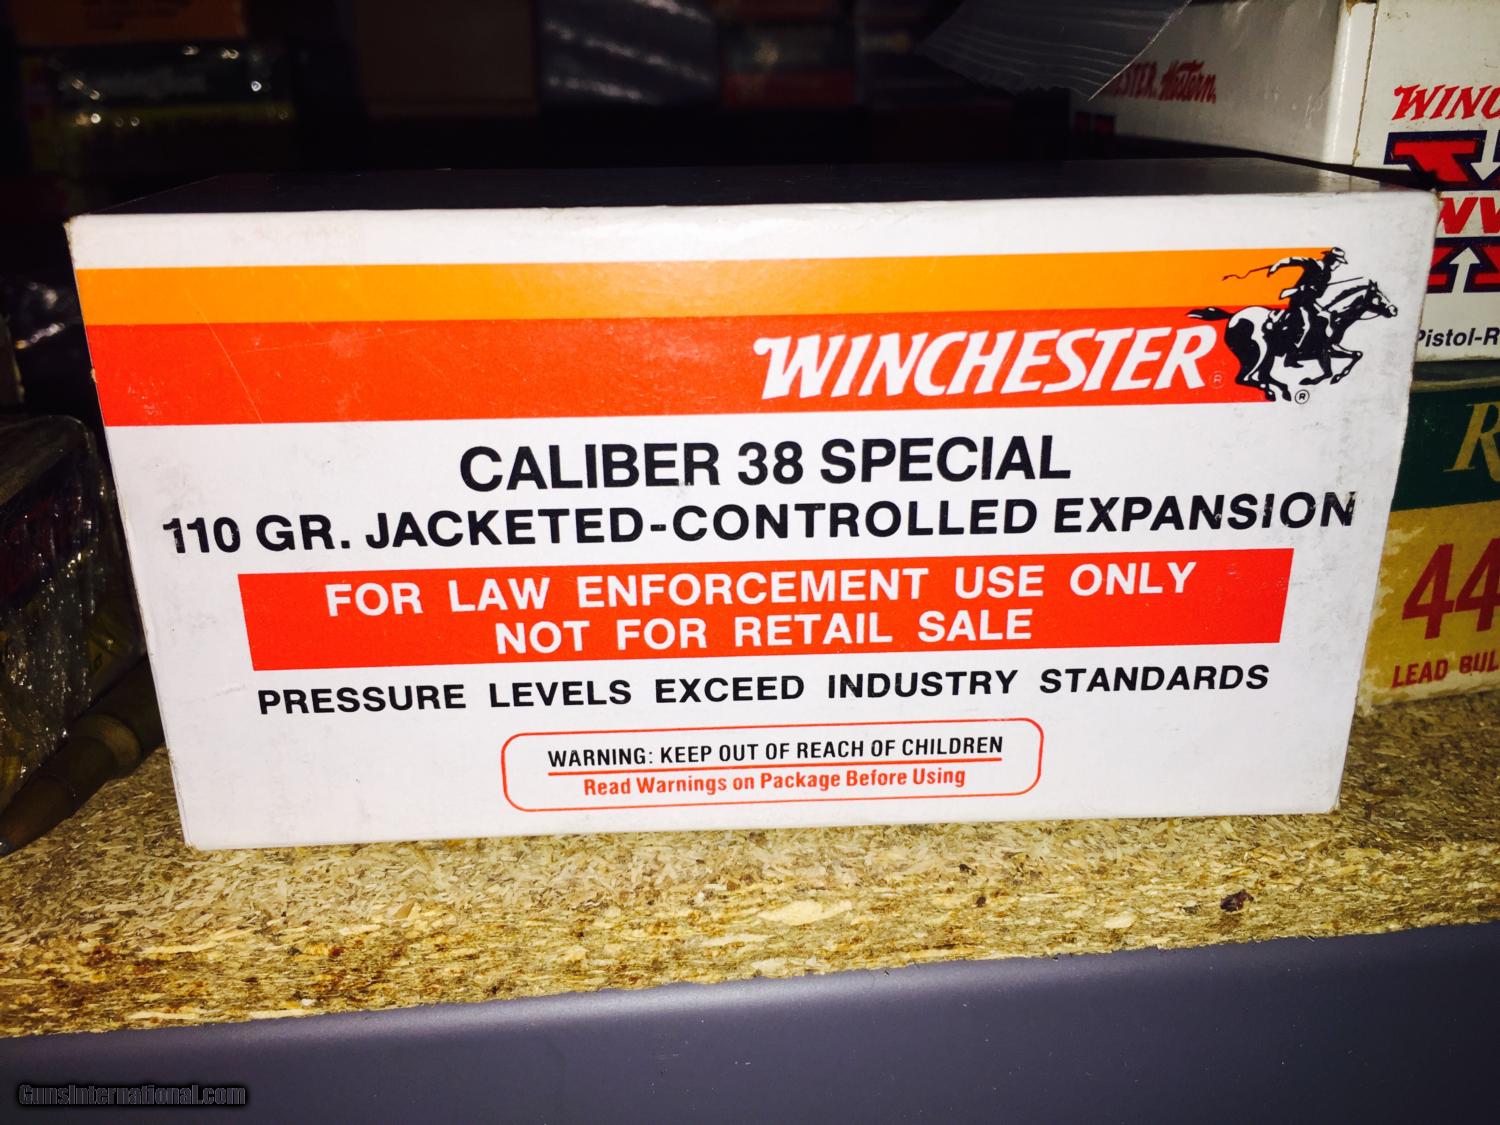 WINCHESTER
CALIBER 38 SPECIAL
110 GR. JACKETED-CONTROLLED EXPANSION
FOR LAW ENFORCEMENT USE ONLY
NOT FOR RETAIL SALE
PRESSURE LEVELS EXCEED INDUSTRY STANDARDS
WARNING: KEEP OUT OF REACH OF CHILDREN
Read Warnings on Package Before Using
Western
44
LEAD
GunsInternational.com